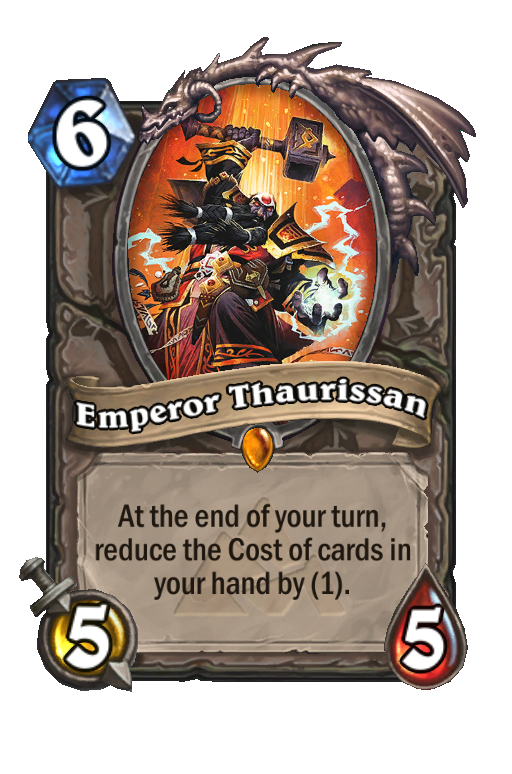 6
Emperor Thaurissan
At the end of your turn,
reduce the Cost of cards in
your hand by (1).
5
5